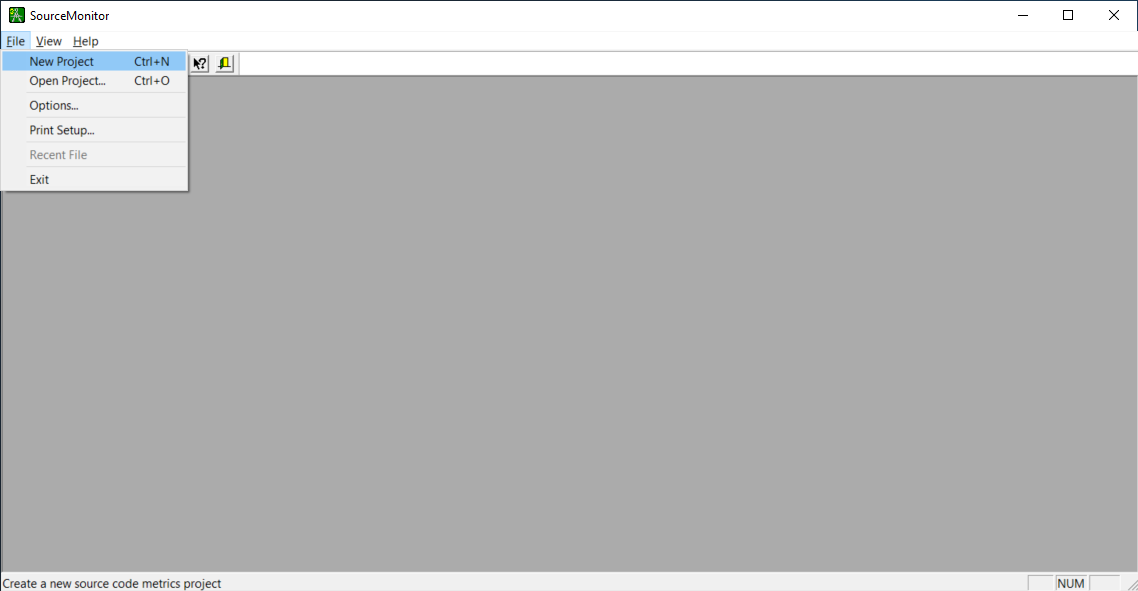 SourceMonitor
File View Help
New Project Ctrl+N
Open Project... Ctrl+O
Options...
Print Setup...
Recent File
Exit
Create a new source code metrics project
NUM